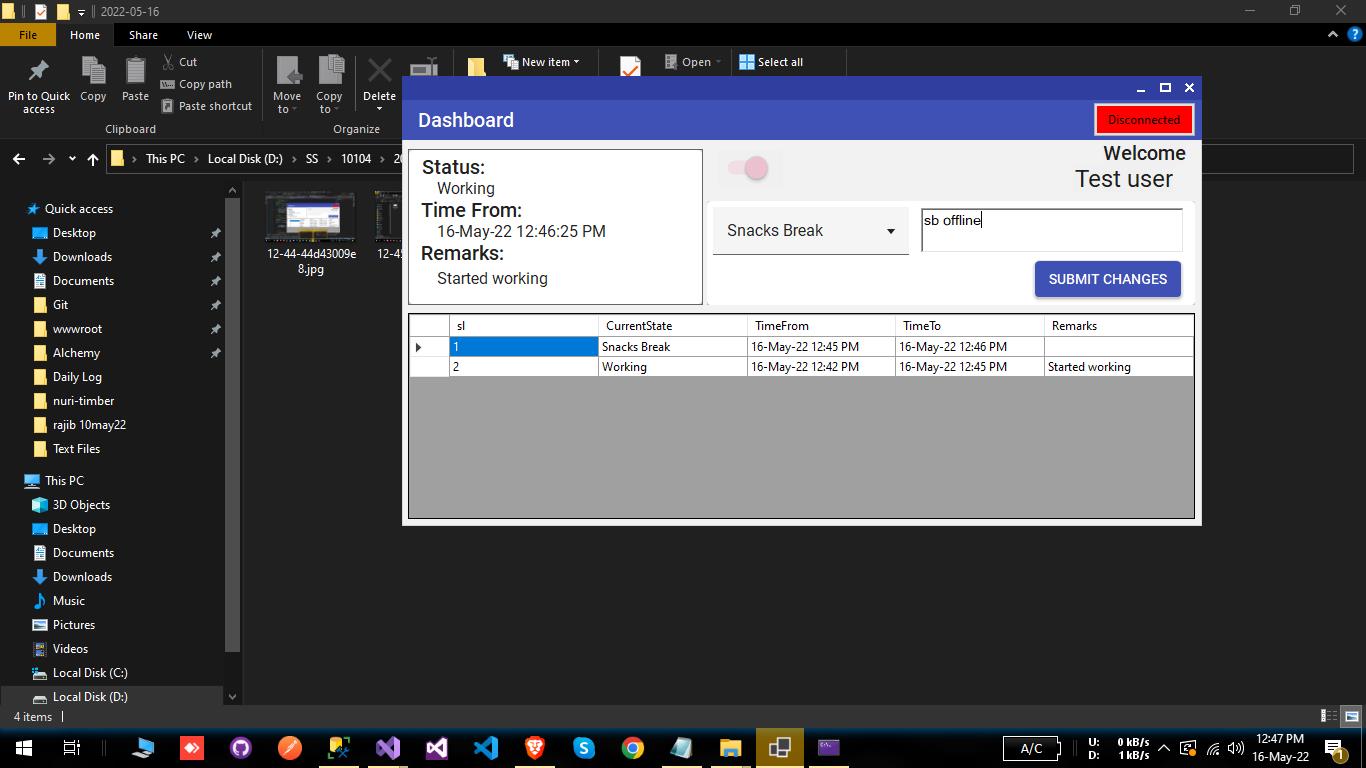 2022-05-16
File Home Share View
Pin to Quick access
Copy
Paste
Cut
Copy path
Paste shortcut
Clipboard
Move to
Copy to
Delete
Organize
New item
Open
Select all
This PC > Local Disk (D:) > SS > 10104 > 20
Quick access
Desktop
Downloads
Documents
Git
wwwroot
Alchemy
Daily Log
nuri-timber
rajib 10may22
Text Files
This PC
3D Objects
Desktop
Documents
Downloads
Music
Pictures
Videos
Local Disk (C:)
Local Disk (D:)
12-44-44d43009e
8.jpg
12-45
Dashboard
Disconnected
Status:
Working
Time From:
16-May-22 12:46:25 PM
Remarks:
Started working
Welcome
Test user
Snacks Break
sb offline
SUBMIT CHANGES
sl CurrentState TimeFrom TimeTo Remarks
1 Snacks Break 16-May-22 12:45 PM 16-May-22 12:46 PM
2 Working 16-May-22 12:42 PM 16-May-22 12:45 PM Started working
4 items
A/C
U: 0 kB/s
D: 1 kB/s
12:47 PM
16-May-22
1